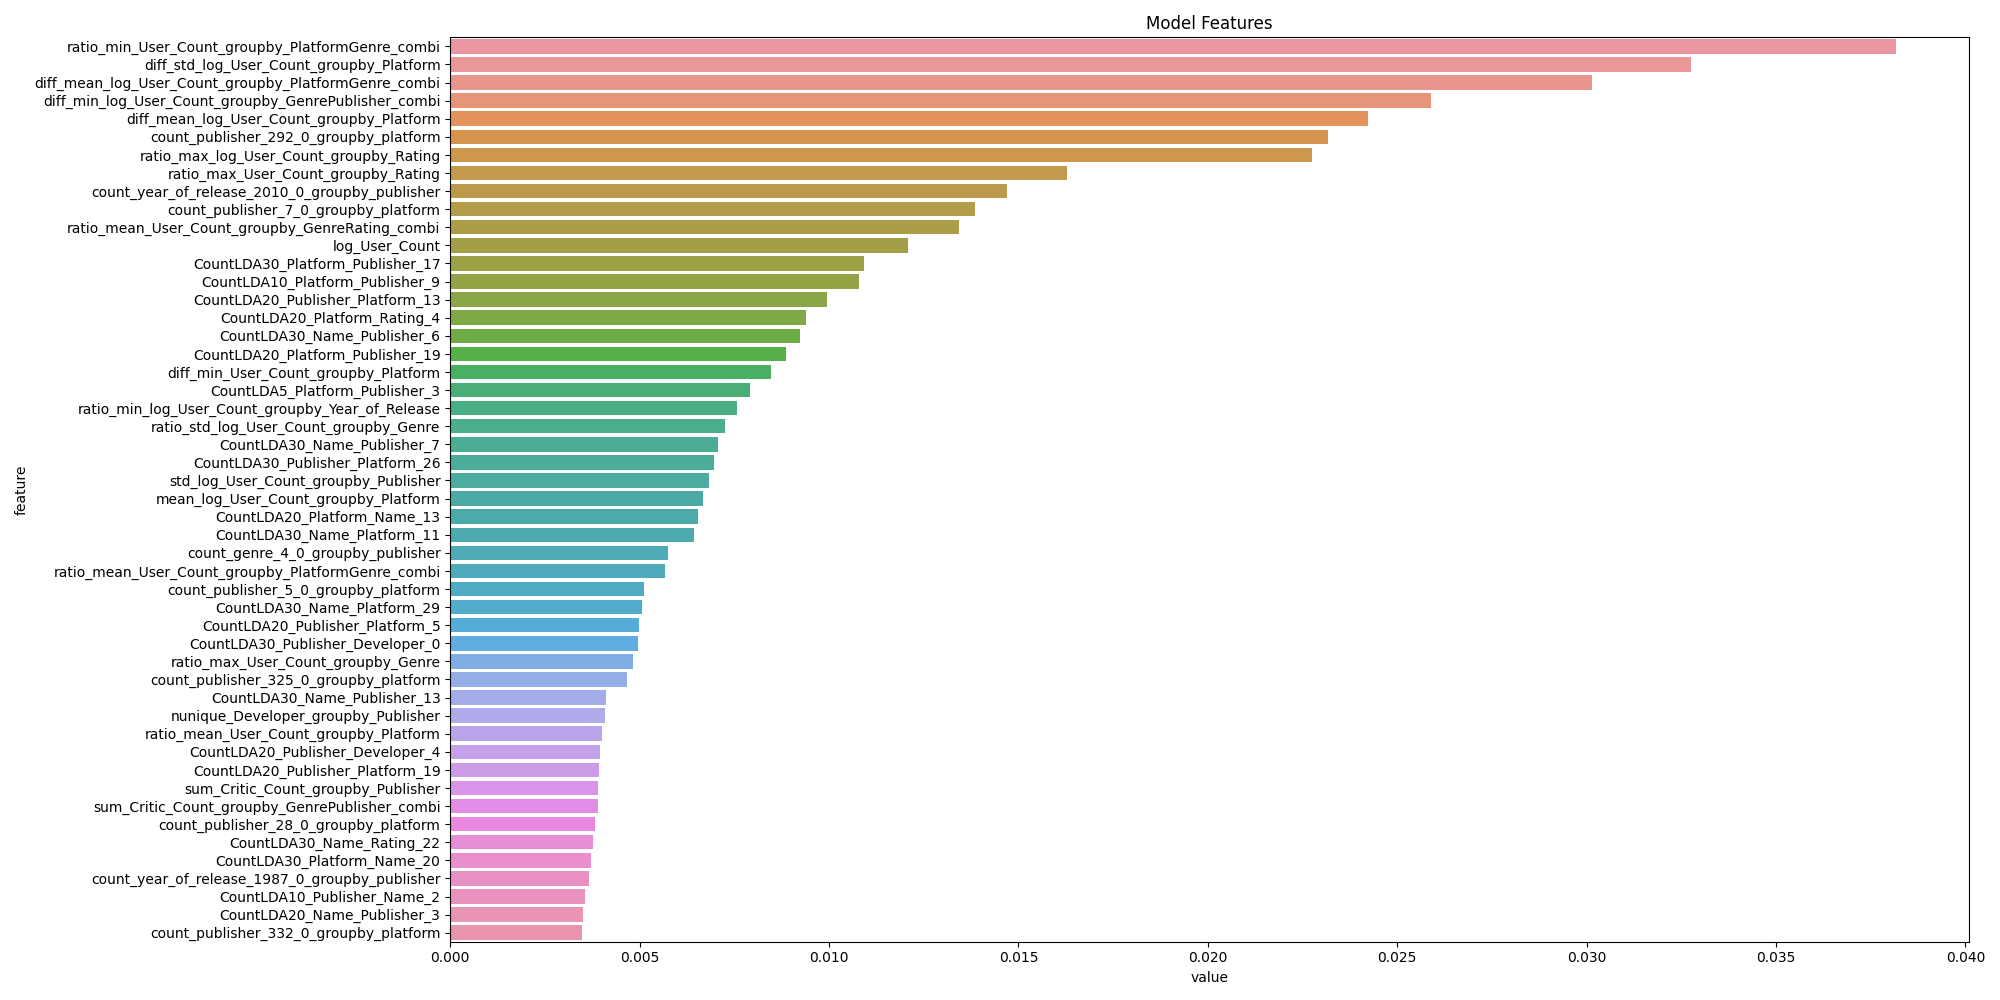 Model Features
ratio_min_User_Count_groupby_PlatformGenre_combi
diff_std_log_User_Count_groupby_Platform
diff_mean_log_User_Count_groupby_PlatformGenre_combi
diff_min_log_User_Count_groupby_GenrePublisher_combi
diff_mean_log_User_Count_groupby_Platform
count_publisher_292_0_groupby_platform
ratio_max_log_User_Count_groupby_Rating
ratio_max_User_Count_groupby_Rating
count_year_of_release_2010_0_groupby_publisher
count_publisher_7_0_groupby_platform
ratio_mean_User_Count_groupby_GenreRating_combi
log_User_Count
CountLDA30_Platform_Publisher_17
CountLDA10_Platform_Publisher_9
CountLDA20_Publisher_Platform_13
CountLDA20_Platform_Rating_4
CountLDA30_Name_Publisher_6
CountLDA20_Platform_Publisher_19
diff_min_User_Count_groupby_Platform
CountLDA5_Platform_Publisher_3
ratio_min_log_User_Count_groupby_Year_of_Release
ratio_std_log_User_Count_groupby_Genre
CountLDA30_Name_Publisher_7
CountLDA30_Publisher_Platform_26
std_log_User_Count_groupby_Publisher
mean_log_User_Count_groupby_Platform
CountLDA20_Platform_Name_13
CountLDA30_Name_Platform_11
count_genre_4_0_groupby_publisher
ratio_mean_User_Count_groupby_PlatformGenre_combi
count_publisher_5_0_groupby_platform
CountLDA30_Name_Platform_29
CountLDA20_Publisher_Platform_5
CountLDA30_Publisher_Developer_0
ratio_max_User_Count_groupby_Genre
count_publisher_325_0_groupby_platform
CountLDA30_Name_Publisher_13
nunique_Developer_groupby_Publisher
ratio_mean_User_Count_groupby_Platform
CountLDA20_Publisher_Developer_4
CountLDA20_Publisher_Platform_19
sum_Critic_Count_groupby_Publisher
sum_Critic_Count_groupby_GenrePublisher_combi
count_publisher_28_0_groupby_platform
CountLDA30_Name_Rating_22
CountLDA30_Platform_Name_20
count_year_of_release_1987_0_groupby_publisher
CountLDA10_Publisher_Name_2
CountLDA20_Name_Publisher_3
count_publisher_332_0_groupby_platform
feature
0.000 0.005 0.010 0.015 0.020 0.025 0.030 0.035 0.040
value